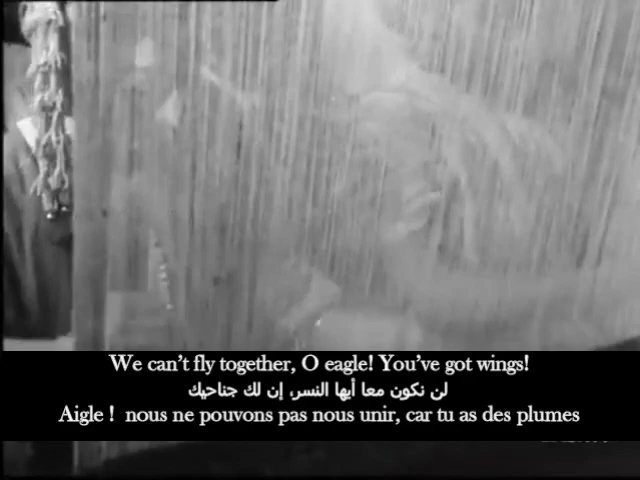 We can't fly together, O eagle! You've got wings!
لن نكون معا أيها النسر، إن لك جناحيك
Aigle ! nous ne pouvons pas nous unir, car tu as des plumes